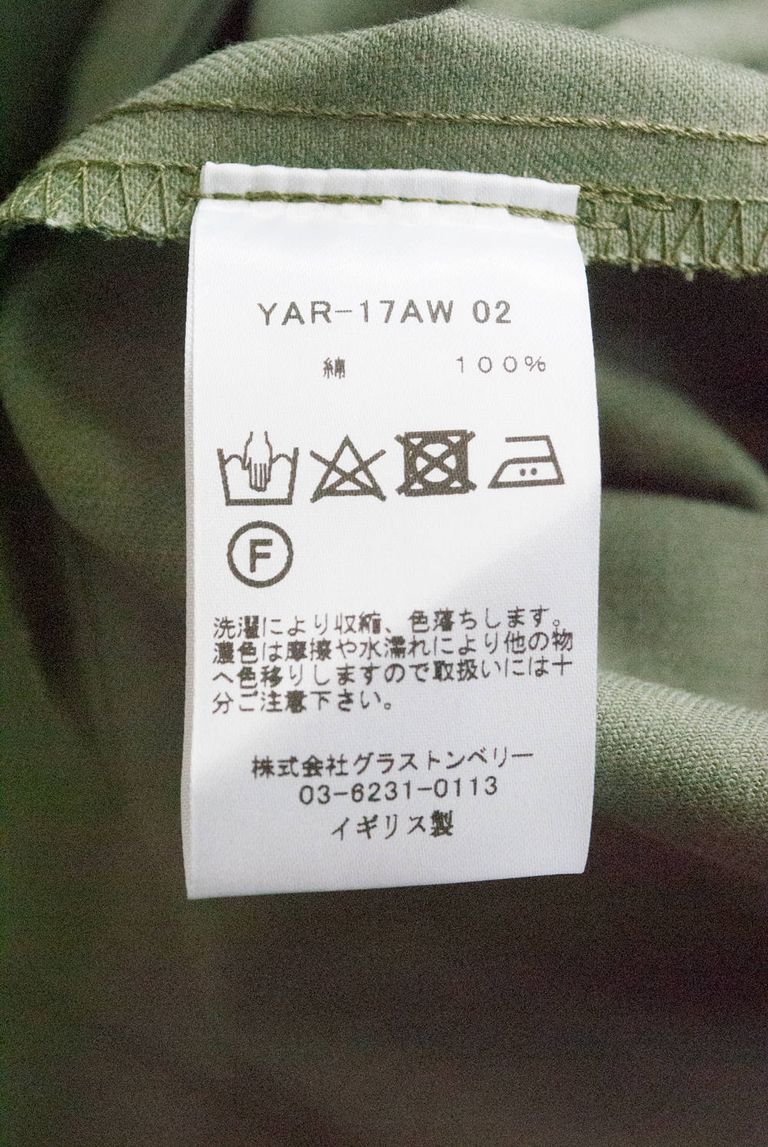 YAR-17AW 02
綿 100%
F
洗濯により収縮、色落ちします。
濃色は摩擦や水濡れにより他の物
へ色移りしますので取扱いには十
分ご注意下さい。
株式会社グラストンベリー
03-6231-0113
イギリス製